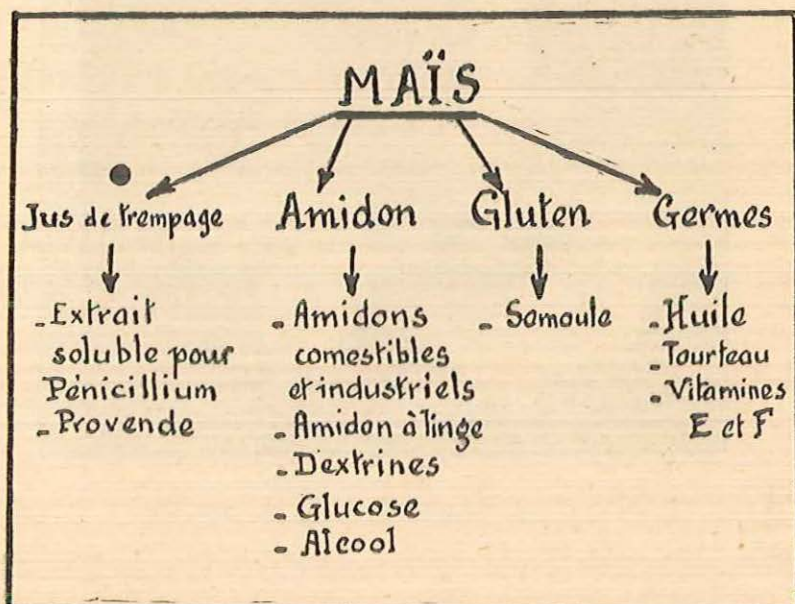 MAÏS
Jus de trempage
Amidon
Gluten
Germes
- Extrait
soluble pour
Pénicillium
- Provende
- Amidons
comestibles
et industriels
- Amidon à linge
- Dextrines
- Glucose
- Alcool
- Semoule
- Huile
- Tourteau
- Vitamines
E et F